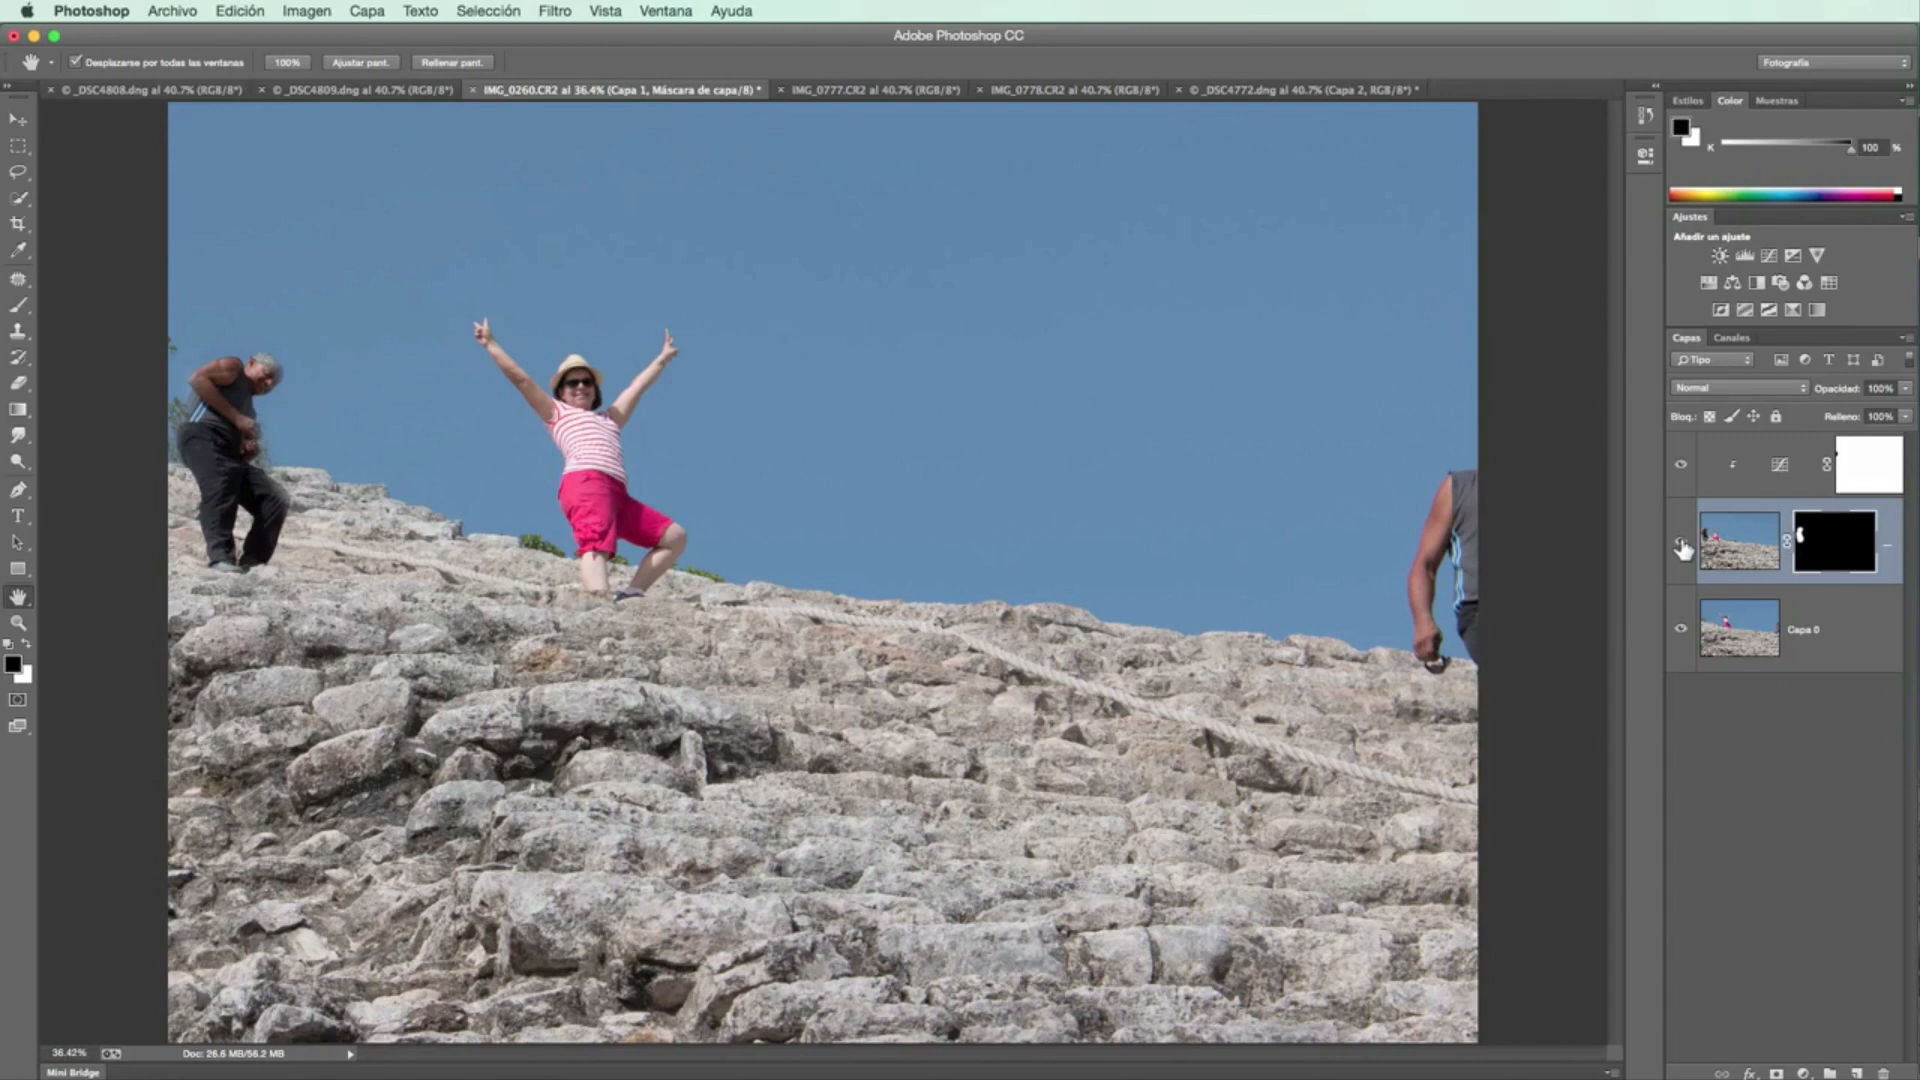 Photoshop Archivo Edición Imagen Capa Texto Selección Filtro Vista Ventana Ayuda
Adobe Photoshop CC
Desplazarse por todas las ventanas 100% Ajustar pant. Rellenar pant. Fotografía
× © _DSC4808.dng al 40.7% (RGB/8*) × © _DSC4809.dng al 40.7% (RGB/8*) × IMG_0260.CR2 al 36.4% (Capa 1, Máscara de capa/8) * × IMG_0777.CR2 al 40.7% (RGB/8*) × IMG_0778.CR2 al 40.7% (RGB/8*) × © _DSC4772.dng al 40.7% (Capa 2, RGB/8*) *
Estilos Color Muestras
K 100 %
Ajustes
Añadir un ajuste
Capas Canales
Tipo
Normal Opacidad: 100%
Bloq.: Relleno: 100%
Capa 0
36.42% Doc: 26.6 MB/56.2 MB
Mini Bridge